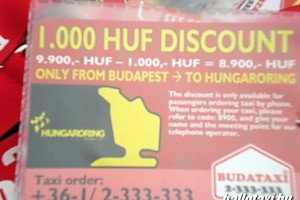 1.000 HUF DISCOUNT
9.900,- HUF - 1.000,- HUF = 8.900,- HUF
ONLY FROM BUDAPEST → TO HUNGARORING
The discount is only available for
passengers ordering taxi by phone.
When ordering your taxi, please
refer to code: 8900, and give your
name and the meeting point for our
telephone operator.
HUNGARORING
BUDATAXI
2-333-333
Taxi order:
+36-1/ 2-333-333
hellotaxi.hu